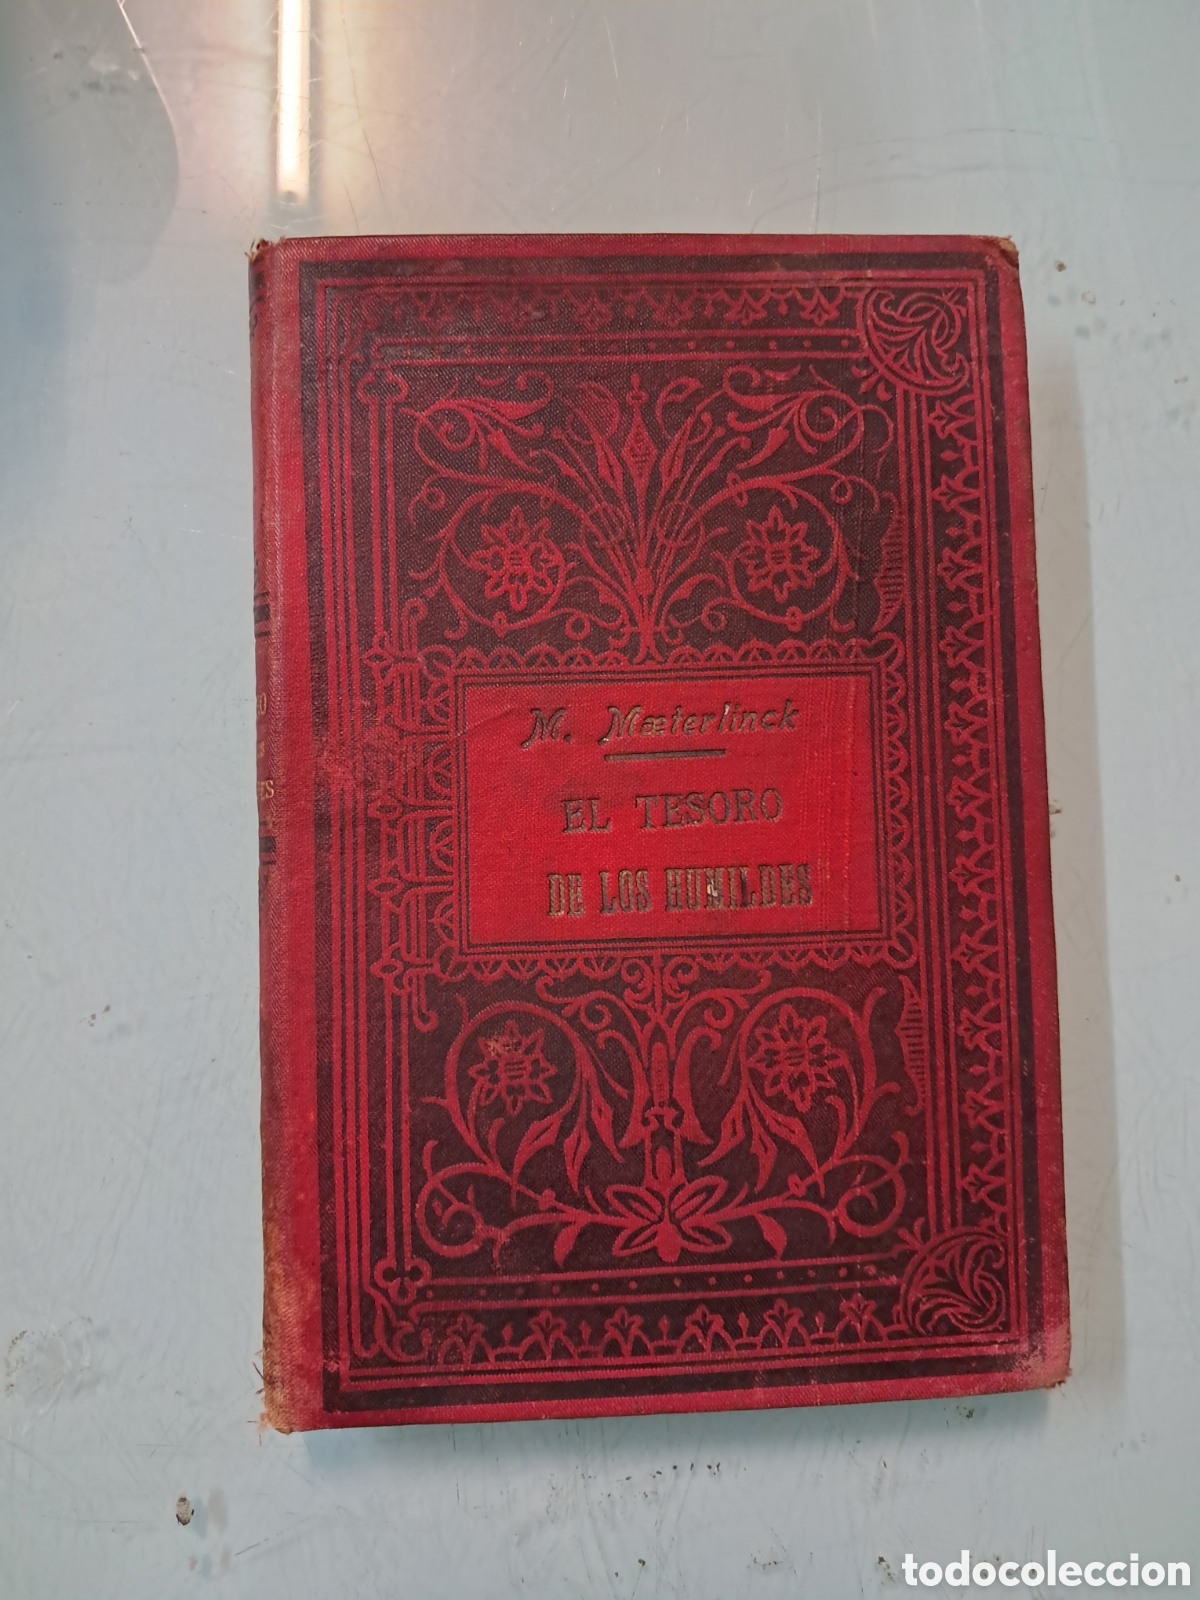 M. Mæterlinck
EL TESORO
DE LOS HUMILDES
todocoleccion